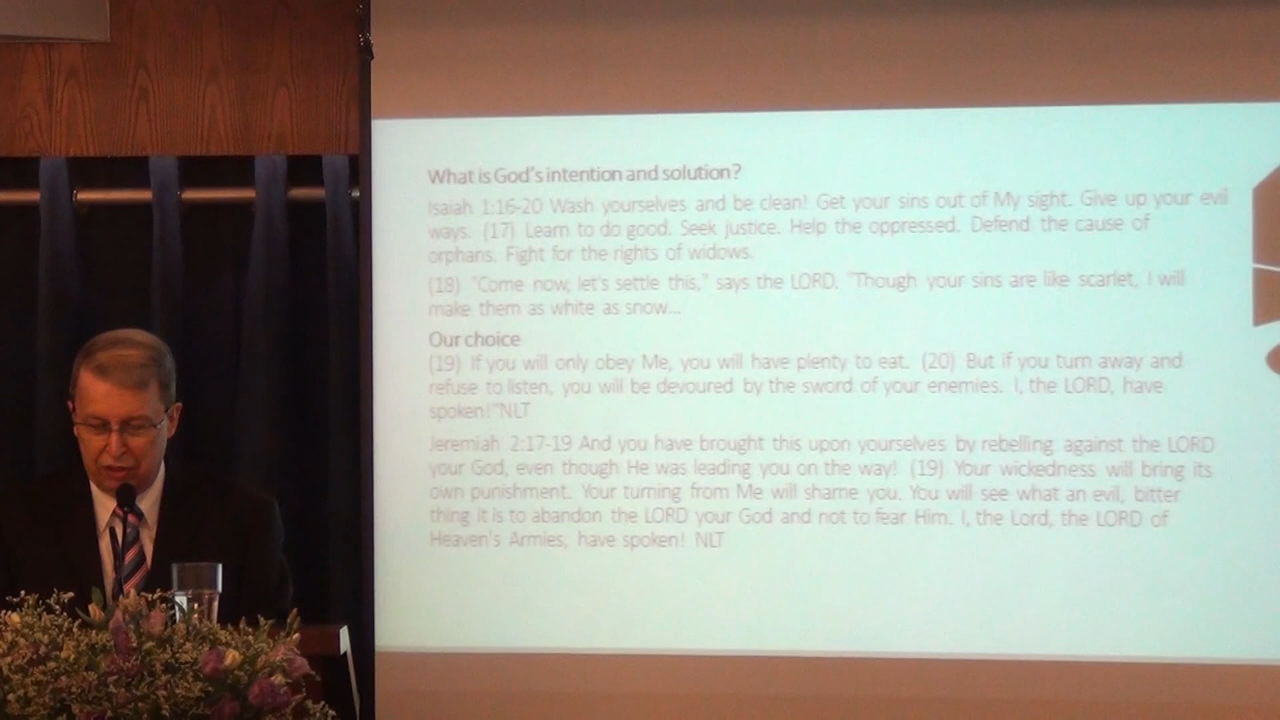 What is God's intention and solution?
Isaiah 1:16-20 Wash yourselves and be clean! Get your sins out of My sight. Give up your evil
ways. (17) Learn to do good. Seek justice. Help the oppressed. Defend the cause of
orphans. Fight for the rights of widows.
(18) "Come now, let's settle this," says the LORD. "Though your sins are like scarlet, I will
make them as white as snow...
Our choice
(19) If you will only obey Me, you will have plenty to eat. (20) But if you turn away and
refuse to listen, you will be devoured by the sword of your enemies. I, the LORD, have
spoken!"NLT
Jeremiah 2:17-19 And you have brought this upon yourselves by rebelling against the LORD
your God, even though He was leading you on the way! (19) Your wickedness will bring its
own punishment. Your turning from Me will shame you. You will see what an evil, bitter
thing it is to abandon the LORD your God and not to fear Him. I, the Lord, the LORD of
Heaven's Armies, have spoken! NLT